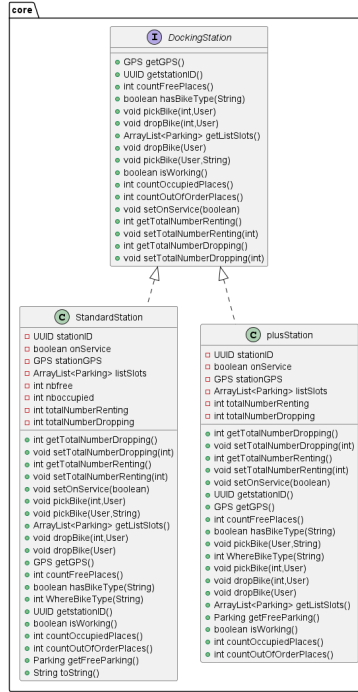 core
I DockingStation
GPS getGPS()
UUID getstationID()
int countFreePlaces()
boolean hasBikeType(String)
void pickBike(int,User)
void dropBike(int,User)
ArrayList<Parking> getListSlots()
void dropBike(User)
void pickBike(User,String)
boolean isWorking()
int countOccupiedPlaces()
int countOutOfOrderPlaces()
void setOnService(boolean)
int getTotalNumberRenting()
void setTotalNumberRenting(int)
int getTotalNumberDropping()
void setTotalNumberDropping(int)
C StandardStation
UUID stationID
boolean onService
GPS stationGPS
ArrayList<Parking> listSlots
int nbfree
int nboccupied
int totalNumberRenting
int totalNumberDropping
int getTotalNumberDropping()
void setTotalNumberDropping(int)
int getTotalNumberRenting()
void setTotalNumberRenting(int)
void setOnService(boolean)
void pickBike(int,User)
void pickBike(User,String)
ArrayList<Parking> getListSlots()
void dropBike(int,User)
void dropBike(User)
GPS getGPS()
int countFreePlaces()
boolean hasBikeType(String)
int WhereBikeType(String)
UUID getstationID()
boolean isWorking()
int countOccupiedPlaces()
int countOutOfOrderPlaces()
Parking getFreeParking()
String toString()
C plusStation
UUID stationID
boolean onService
GPS stationGPS
ArrayList<Parking> listSlots
int totalNumberRenting
int totalNumberDropping
int getTotalNumberDropping()
void setTotalNumberDropping(int)
int getTotalNumberRenting()
void setTotalNumberRenting(int)
void setOnService(boolean)
UUID getstationID()
GPS getGPS()
int countFreePlaces()
boolean hasBikeType(String)
void pickBike(User,String)
int WhereBikeType(String)
void pickBike(int,User)
void dropBike(int,User)
void dropBike(User)
ArrayList<Parking> getListSlots()
Parking getFreeParking()
boolean isWorking()
int countOccupiedPlaces()
int countOutOfOrderPlaces()